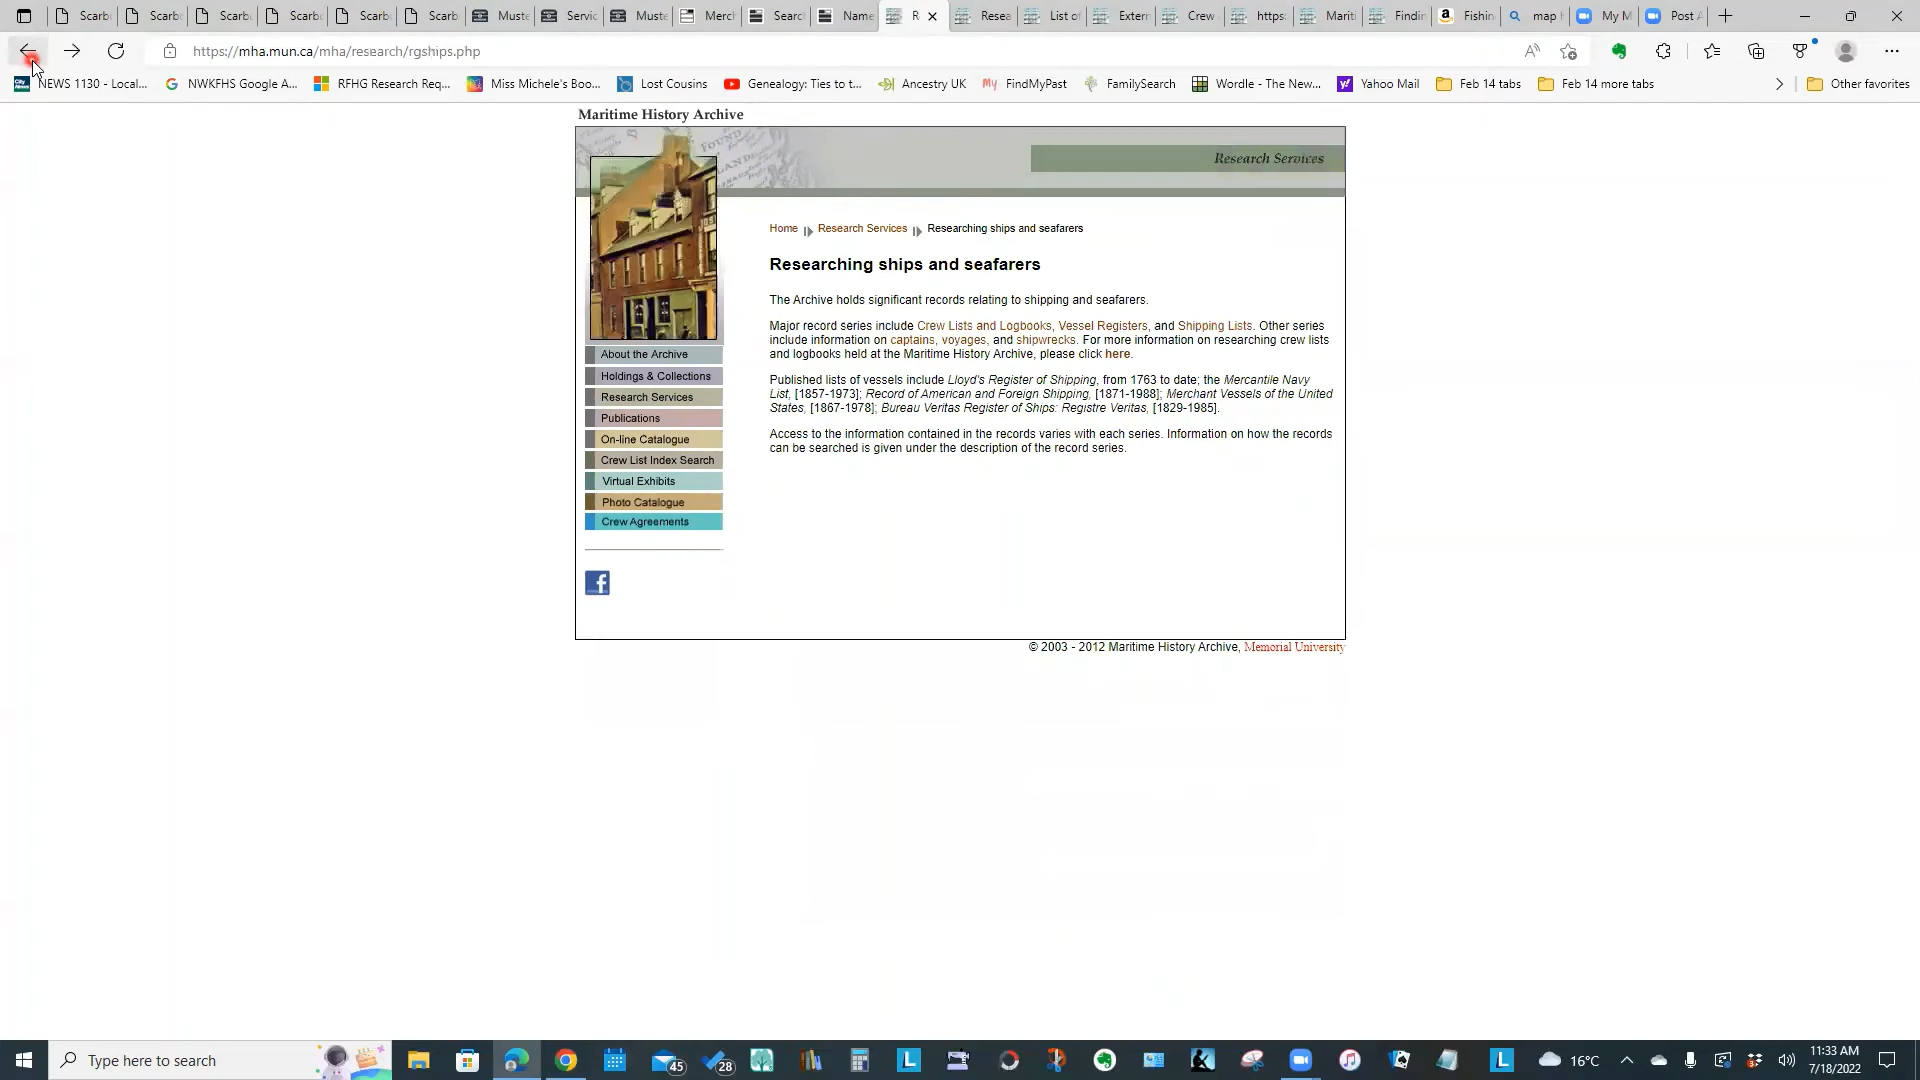 Scarb
Scarb
Scarb
Scarb
Scarb
Scarb
Muste
Servic
Muste
Merch
Searc
Name
R
Resea
List o
Extern
Crew
https:
Mariti
Findin
Fishin
map
My M
Post A
https://mha.mun.ca/mha/research/rgships.php
NEWS 1130 - Local...
NWKFHS Google A...
RFHG Research Req...
Miss Michele's Boo...
Lost Cousins
Genealogy: Ties to t...
Ancestry UK
FindMyPast
FamilySearch
Wordle - The New...
Yahoo Mail
Feb 14 tabs
Feb 14 more tabs
Other favorites
Maritime History Archive
Research Services
Home Research Services Researching ships and seafarers
Researching ships and seafarers
The Archive holds significant records relating to shipping and seafarers.
Major record series include Crew Lists and Logbooks, Vessel Registers, and Shipping Lists. Other series
include information on captains, voyages, and shipwrecks. For more information on researching crew lists
and logbooks held at the Maritime History Archive, please click here.
Published lists of vessels include Lloyd's Register of Shipping, from 1763 to date; the Mercantile Navy
List, [1857-1973]; Record of American and Foreign Shipping, [1871-1988]; Merchant Vessels of the United
States, [1867-1978]; Bureau Veritas Register of Ships: Registre Veritas, [1829-1985].
Access to the information contained in the records varies with each series. Information on how the records
can be searched is given under the description of the record series.
About the Archive
Holdings & Collections
Research Services
Publications
On-line Catalogue
Crew List Index Search
Virtual Exhibits
Photo Catalogue
Crew Agreements
© 2003 - 2012 Maritime History Archive, Memorial University
Type here to search
45
28
16°C
11:33 AM
7/18/2022